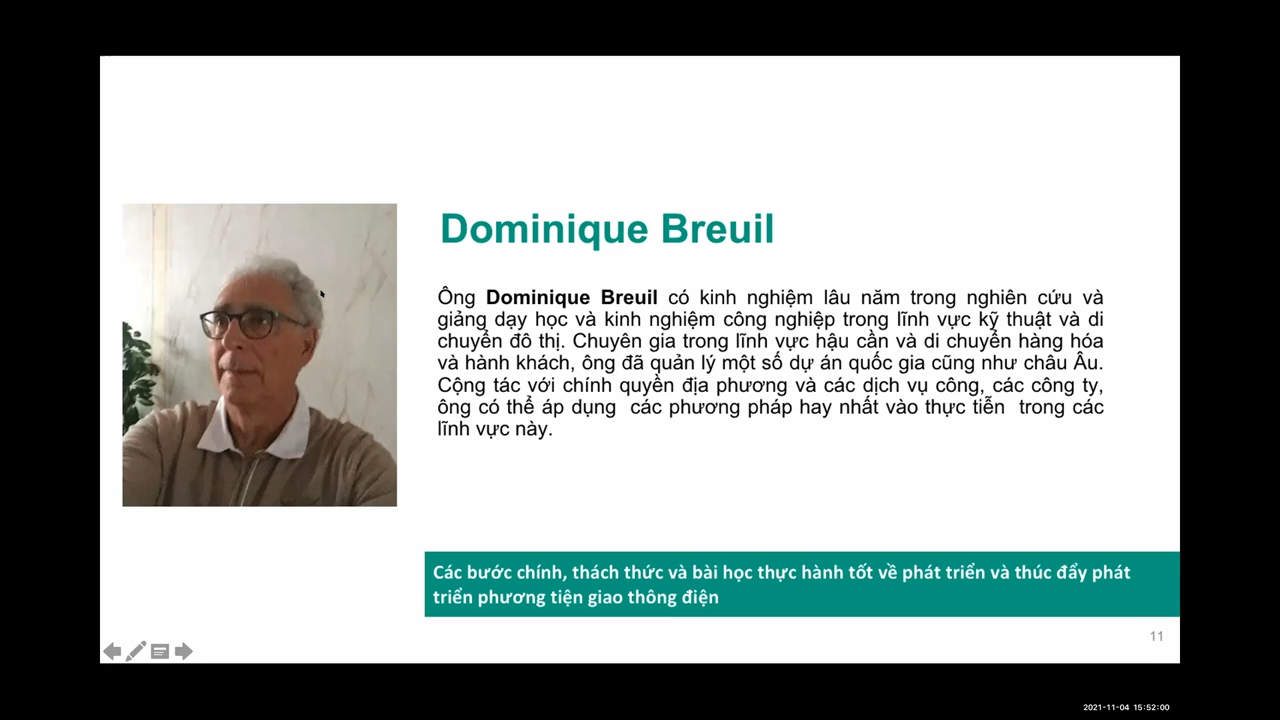 Dominique Breuil
Ông Dominique Breuil có kinh nghiệm lâu năm trong nghiên cứu và
giảng dạy học và kinh nghiệm công nghiệp trong lĩnh vực kỹ thuật và di
chuyển đô thị. Chuyên gia trong lĩnh vực hậu cần và di chuyển hàng hóa
và hành khách, ông đã quản lý một số dự án quốc gia cũng như châu Âu.
Cộng tác với chính quyền địa phương và các dịch vụ công, các công ty,
ông có thể áp dụng các phương pháp hay nhất vào thực tiễn trong các
lĩnh vực này.
Các bước chính, thách thức và bài học thực hành tốt về phát triển và thúc đẩy phát
triển phương tiện giao thông điện
11
2021-11-04 15:52:00